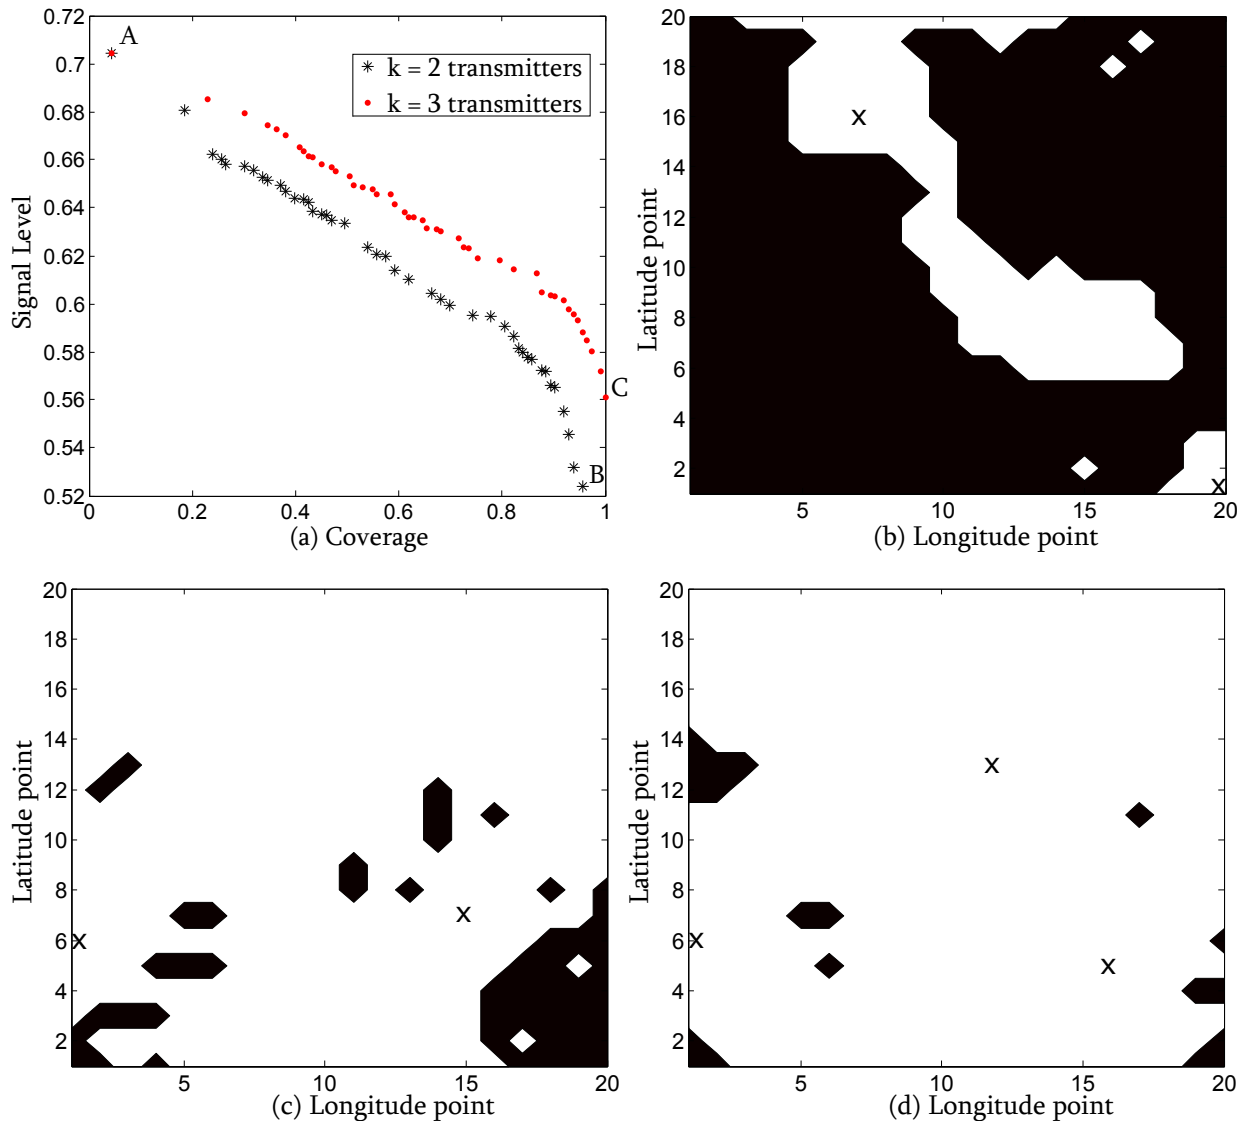 0.72
0.7
0.68
0.66
0.64
0.62
0.6
0.58
0.56
0.54
0.52
Signal Level
A
k = 2 transmitters
k = 3 transmitters
C
B
0
0.2
0.4
0.6
0.8
1
(a) Coverage
20
18
16
14
12
10
8
6
4
2
Latitude point
x
x
5
10
15
20
(b) Longitude point
20
18
16
14
12
10
8
6
4
2
Latitude point
x
x
5
10
15
20
(c) Longitude point
20
18
16
14
12
10
8
6
4
2
Latitude point
x
x
x
5
10
15
20
(d) Longitude point